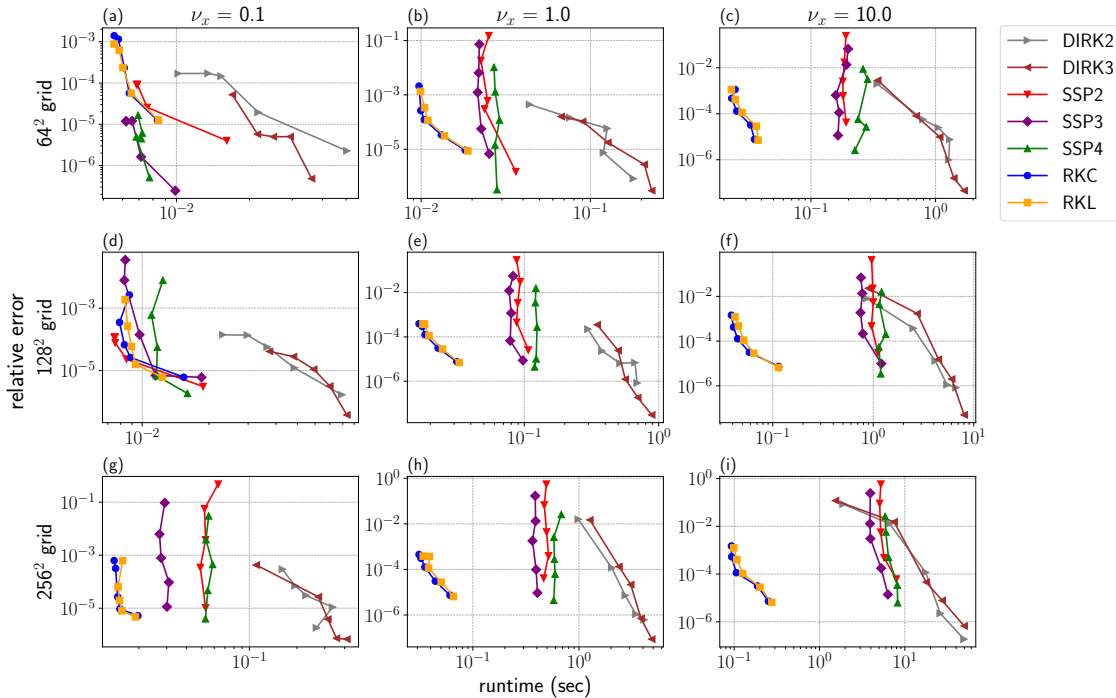 (a) ν_x = 0.1 (b) ν_x = 1.0 (c) ν_x = 10.0
10^{-3} 10^{-4} 10^{-5} 10^{-6}
64^2 grid
10^{-2}
10^{-2} 10^{-5}
10^{-2} 10^{-1}
10^{-2} 10^{-4} 10^{-6}
10^{-1} 10^0
DIRK2
DIRK3
SSP2
SSP3
SSP4
RKC
RKL
(d) (e) (f)
relative error
128^2 grid
10^{-3} 10^{-5}
10^{-2}
10^{-2} 10^{-4} 10^{-6}
10^{-1} 10^0
10^{-2} 10^{-4} 10^{-6}
10^{-1} 10^0 10^1
(g) (h) (i)
256^2 grid
10^{-1} 10^{-3} 10^{-5}
10^{-1}
10^0 10^{-2} 10^{-4} 10^{-6}
10^{-1} 10^0
10^0 10^{-2} 10^{-4} 10^{-6}
10^{-1} 10^0 10^1
runtime (sec)